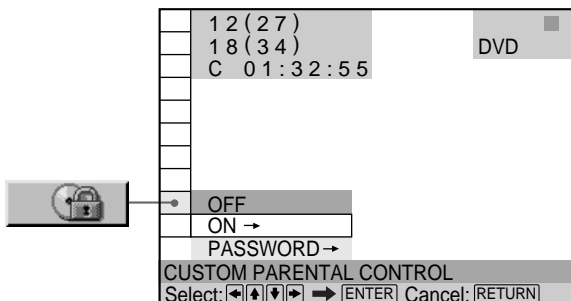 12(27)
18(34) DVD
C 01:32:55
OFF
ON →
PASSWORD →
CUSTOM PARENTAL CONTROL
Select: ← ↑ ↓ → ➡ ENTER Cancel: RETURN